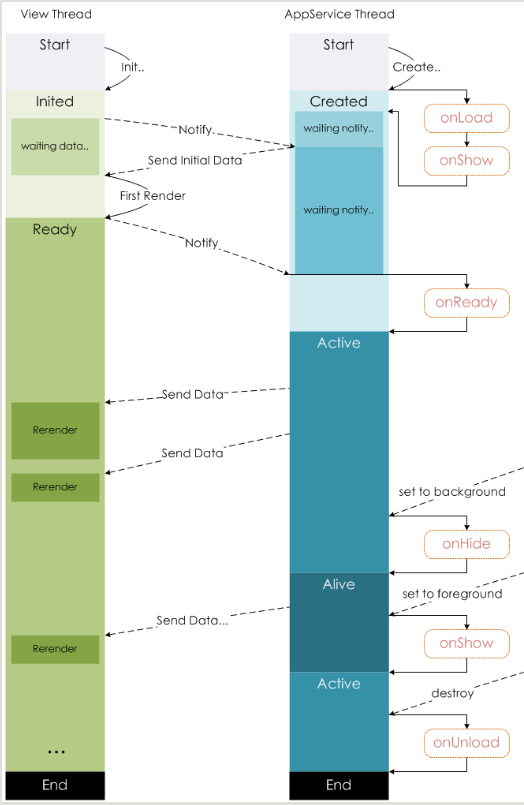 View Thread
AppService Thread
Start
Start
Init..
Create..
Inited
Created
onLoad
waiting data..
Notify
waiting notify..
Send Initial Data
onShow
First Render
waiting notify..
Ready
Notify
onReady
Active
Send Data
Rerender
Send Data
Rerender
set to background
onHide
Alive
set to foreground
Send Data...
Rerender
onShow
Active
destroy
onUnload
...
End
End